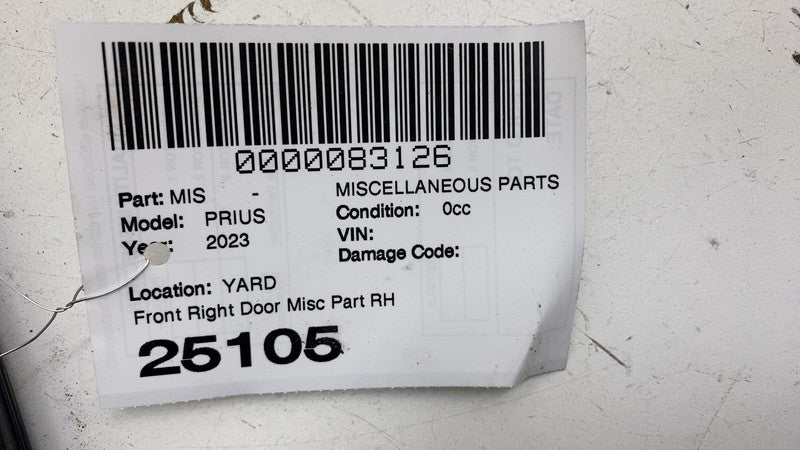 0000083126
Part: MIS - MISCELLANEOUS PARTS
Model: PRIUS Condition: 0cc
Year: 2023 VIN:
Damage Code:
Location: YARD
Front Right Door Misc Part RH
25105